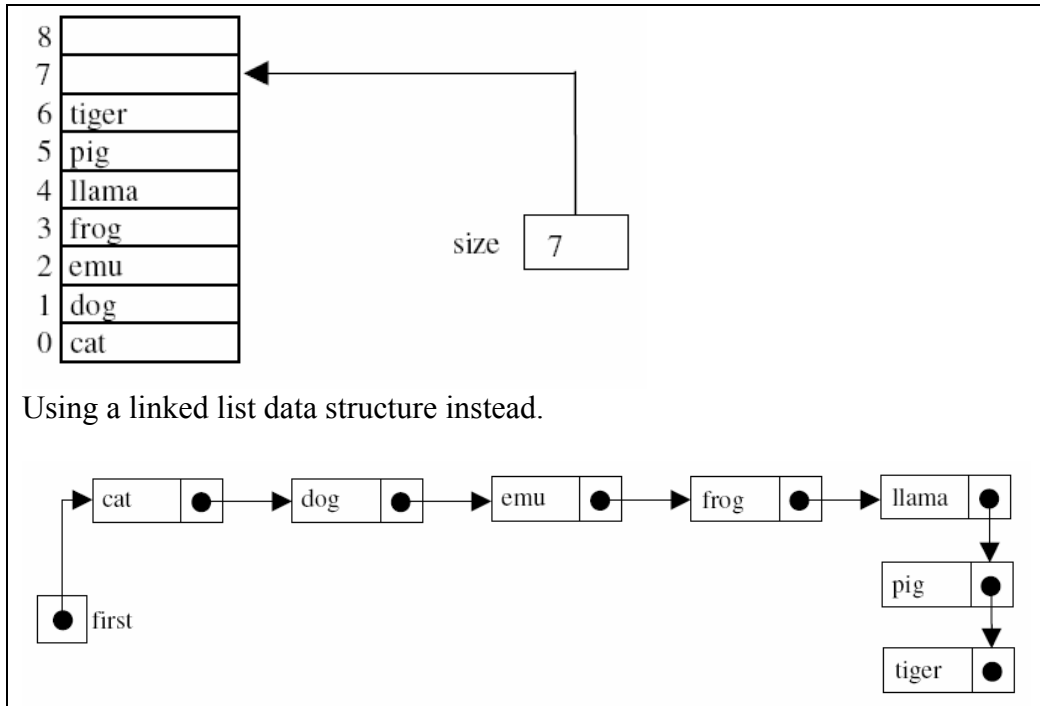 8
7
6 tiger
5 pig
4 llama
3 frog
size 7
2 emu
1 dog
0 cat
Using a linked list data structure instead.
cat dog emu frog llama
pig
first
tiger